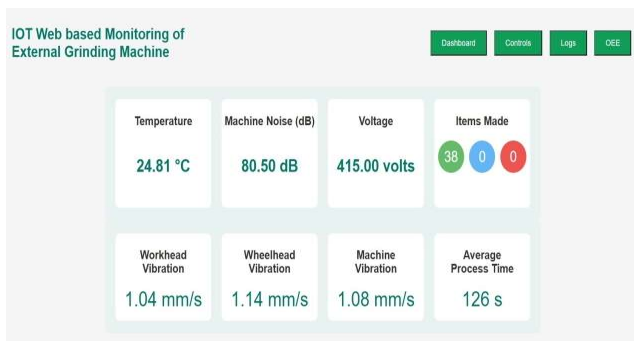 IOT Web based Monitoring of
External Grinding Machine
Dashboard
Controls
Logs
OEE
Temperature
24.81 °C
Machine Noise (dB)
80.50 dB
Voltage
415.00 volts
Items Made
38 0 0
Workhead
Vibration
1.04 mm/s
Wheelhead
Vibration
1.14 mm/s
Machine
Vibration
1.08 mm/s
Average
Process Time
126 s